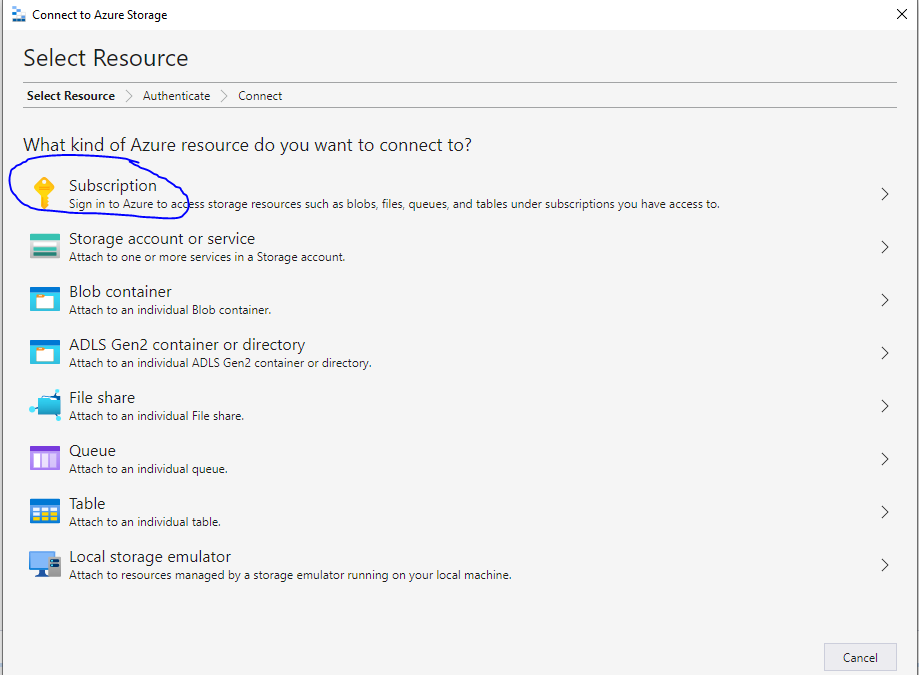 Connect to Azure Storage
Select Resource
Select Resource Authenticate Connect
What kind of Azure resource do you want to connect to?
Subscription
Sign in to Azure to access storage resources such as blobs, files, queues, and tables under subscriptions you have access to.
Storage account or service
Attach to one or more services in a Storage account.
Blob container
Attach to an individual Blob container.
ADLS Gen2 container or directory
Attach to an individual ADLS Gen2 container or directory.
File share
Attach to an individual File share.
Queue
Attach to an individual queue.
Table
Attach to an individual table.
Local storage emulator
Attach to resources managed by a storage emulator running on your local machine.
Cancel